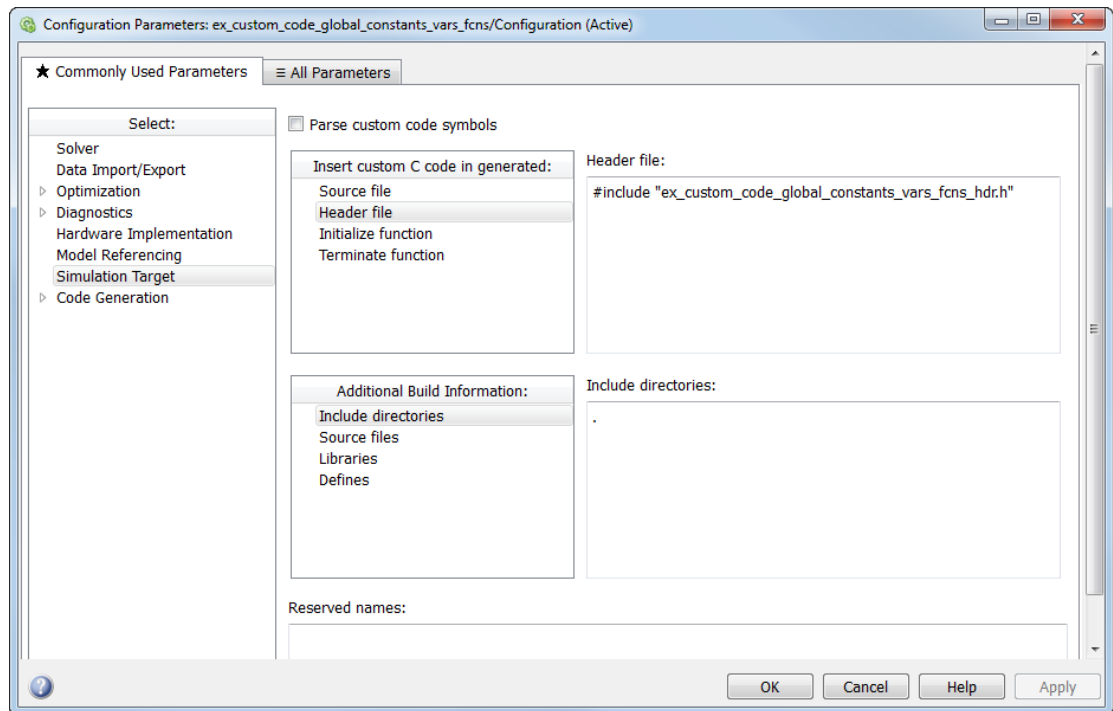 Configuration Parameters: ex_custom_code_global_constants_vars_fcns/Configuration (Active)
★ Commonly Used Parameters
≡ All Parameters
Select:
Solver
Data Import/Export
Optimization
Diagnostics
Hardware Implementation
Model Referencing
Simulation Target
Code Generation
Parse custom code symbols
Insert custom C code in generated:
Source file
Header file
Initialize function
Terminate function
Header file:
#include "ex_custom_code_global_constants_vars_fcns_hdr.h"
Additional Build Information:
Include directories
Source files
Libraries
Defines
Include directories:
.
Reserved names:
OK
Cancel
Help
Apply